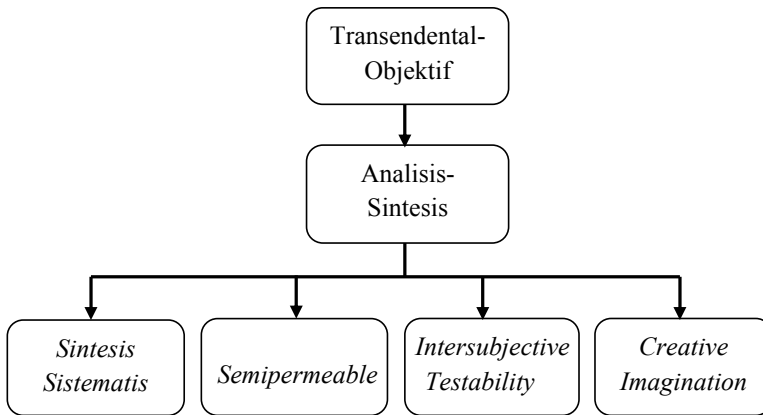 Transendental-
Objektif
Analisis-
Sintesis
Sintesis
Sistematis
Semipermeable
Intersubjective
Testability
Creative
Imagination